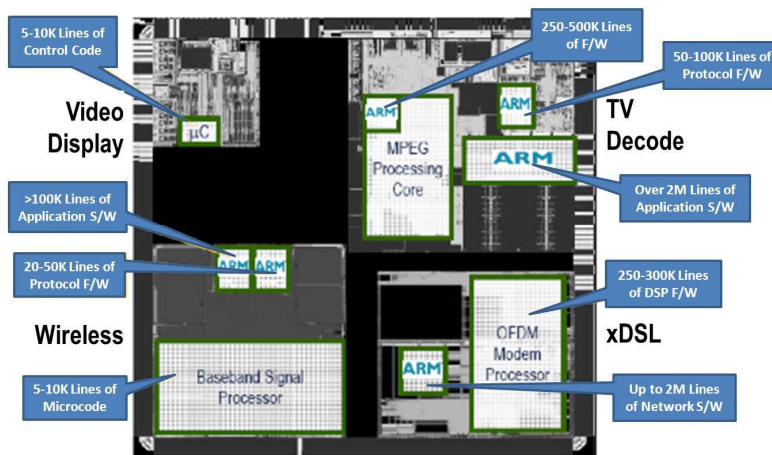 5-10K Lines of
Control Code
Video
Display
μC
250-500K Lines
of F/W
50-100K Lines of
Protocol F/W
TV
Decode
ARM
ARM
MPEG
Processing
Core
ARM
Over 2M Lines of
Application S/W
>100K Lines of
Application S/W
20-50K Lines of
Protocol F/W
ARM
ARM
Wireless
5-10K Lines of
Microcode
Baseband Signal
Processor
250-300K Lines
of DSP F/W
xDSL
OFDM
Modem
Processor
ARM
Up to 2M Lines
of Network S/W